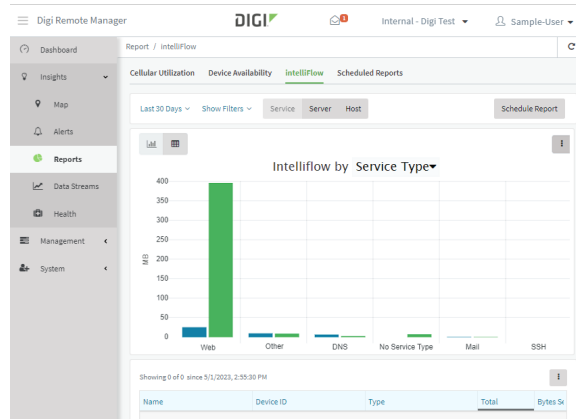 Digi Remote Manager
DIGI
1
Internal - Digi Test
Sample-User
Dashboard
Report / intelliFlow
Cellular Utilization Device Availability intelliFlow Scheduled Reports
Insights
Last 30 Days Show Filters Service Server Host Schedule Report
Map
Alerts
Reports
Data Streams
Health
Management
System
Intelliflow by Service Type
400
350
300
250
200
150
100
50
0
MB
Web Other DNS No Service Type Mail SSH
Showing 0 of 0 since 5/1/2023, 2:55:30 PM
Name Device ID Type Total Bytes Se